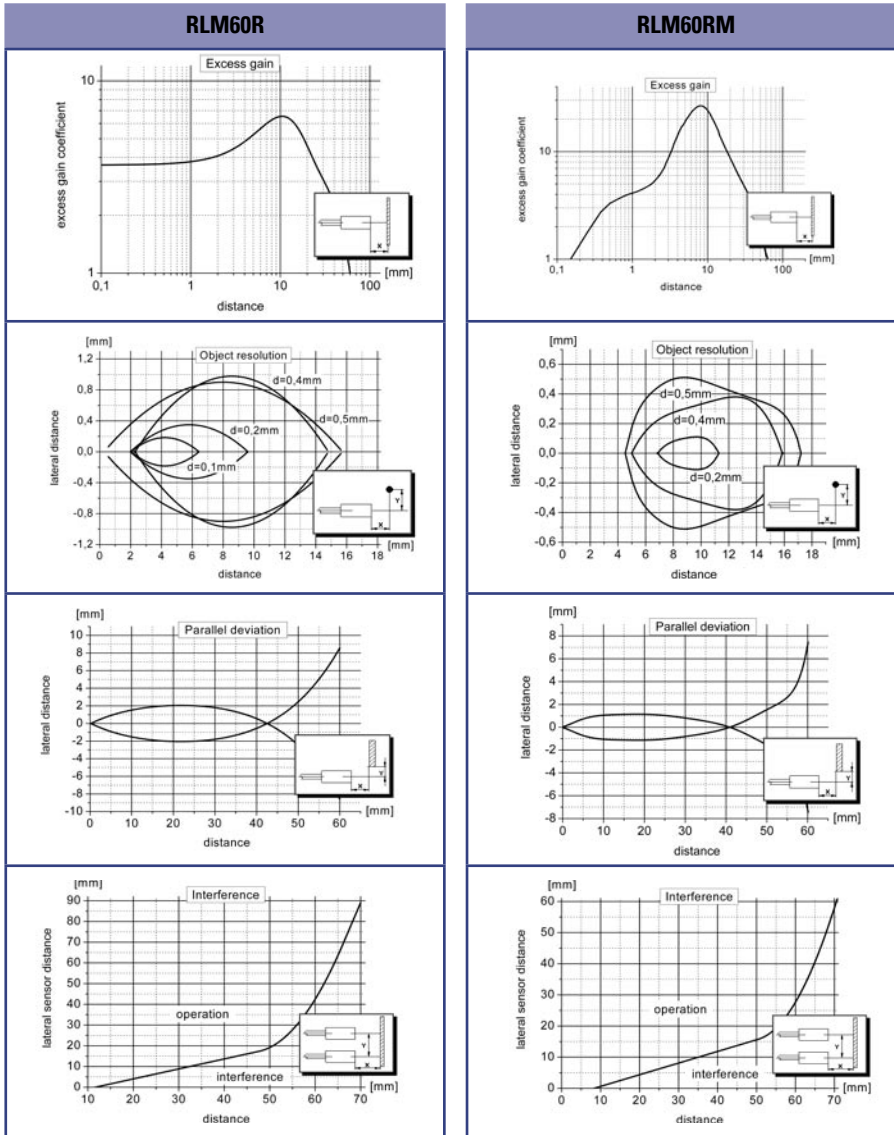 RLM60R
RLM60RM
Excess gain
excess gain coefficient
10
1
0,1 1 10 100 [mm]
distance
X
Excess gain
excess gain coefficient
10
1
0,1 1 10 100 [mm]
distance
X
[mm]
Object resolution
lateral distance
1,2
0,8
0,4
0,0
-0,4
-0,8
-1,2
d=0,4mm
d=0,5mm
d=0,2mm
d=0,1mm
0 2 4 6 8 10 12 14 16 18 [mm]
distance
Y
X
[mm]
Object resolution
lateral distance
0,6
0,4
0,2
0,0
-0,2
-0,4
-0,6
d=0,5mm
d=0,4mm
d=0,2mm
0 2 4 6 8 10 12 14 16 18 [mm]
distance
Y
X
[mm]
Parallel deviation
lateral distance
10
8
6
4
2
0
-2
-4
-6
-8
-10
0 10 20 30 40 50 60 [mm]
distance
Y
X
[mm]
Parallel deviation
lateral distance
8
6
4
2
0
-2
-4
-6
-8
0 10 20 30 40 50 60 [mm]
distance
Y
X
[mm]
Interference
lateral sensor distance
90
80
70
60
50
40
30
20
10
0
operation
interference
10 20 30 40 50 60 70 [mm]
distance
Y
X
[mm]
Interference
lateral sensor distance
60
50
40
30
20
10
0
operation
interference
0 10 20 30 40 50 60 70 [mm]
distance
Y
X